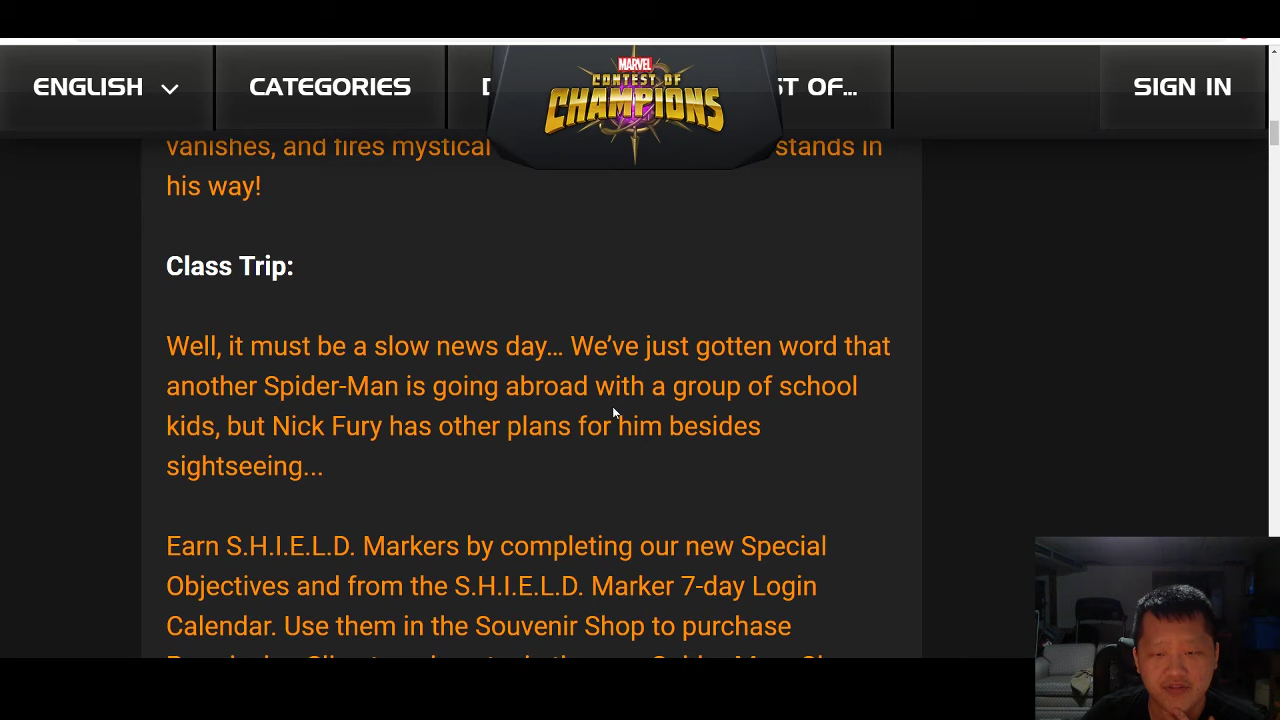 ENGLISH CATEGORIES ST OF... SIGN IN
MARVEL
CONTEST OF
CHAMPIONS
vanishes, and fires mystical stands in
his way!
Class Trip:
Well, it must be a slow news day... We've just gotten word that
another Spider-Man is going abroad with a group of school
kids, but Nick Fury has other plans for him besides
sightseeing...
Earn S.H.I.E.L.D. Markers by completing our new Special
Objectives and from the S.H.I.E.L.D. Marker 7-day Login
Calendar. Use them in the Souvenir Shop to purchase